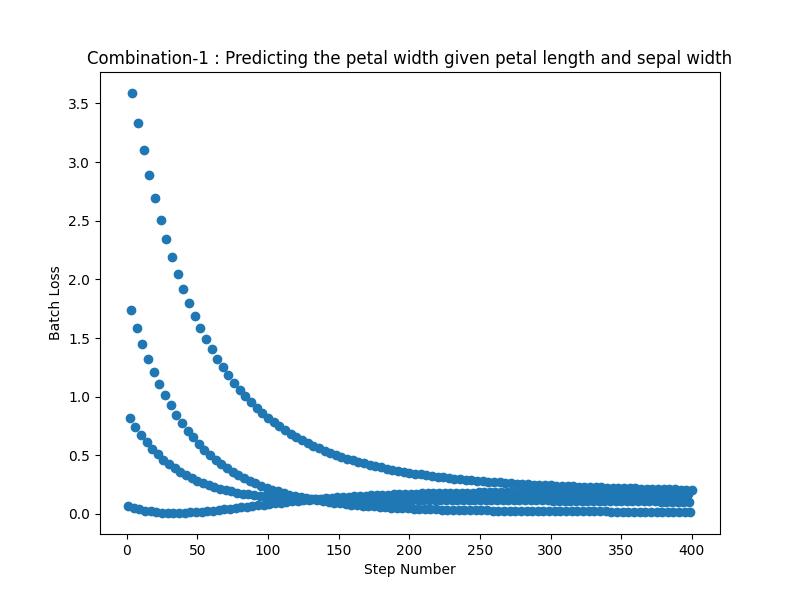 Combination-1 : Predicting the petal width given petal length and sepal width
3.5
3.0
2.5
2.0
1.5
1.0
0.5
0.0
Batch Loss
0 50 100 150 200 250 300 350 400
Step Number